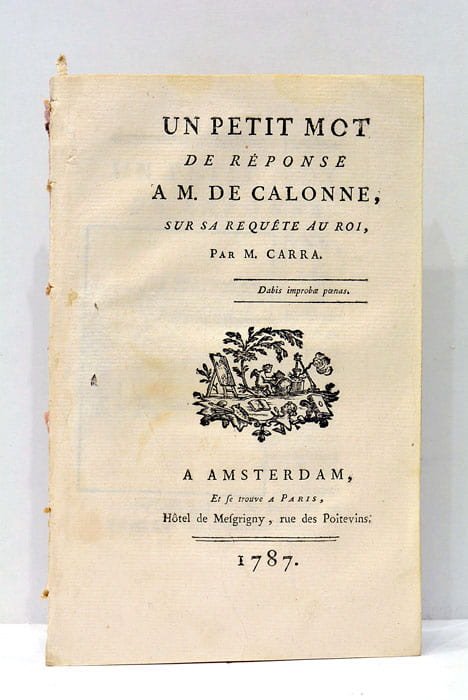 UN PETIT MOT
DE RÉPONSE
A M. DE CALONNE,
SUR SA REQUÊTE AU ROI,
PAR M. CARRA.
Dabis improbæ pœnas.
A AMSTERDAM,
Et ſe trouve A PARIS,
Hôtel de Meſgrigny, rue des Poitevins.
1787.